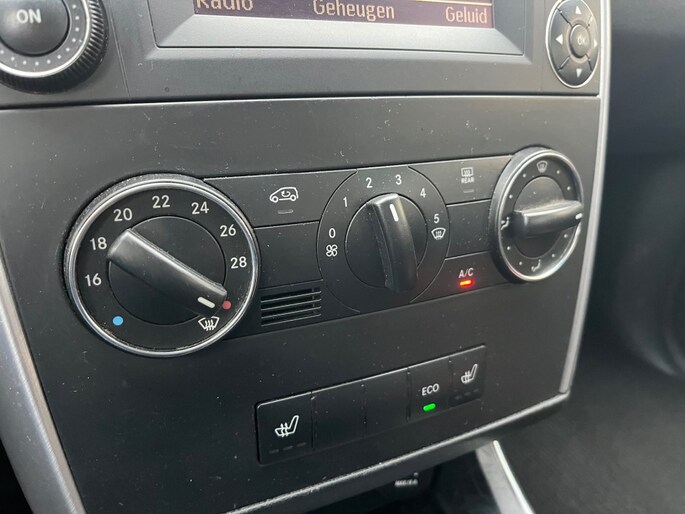 Radio Geheugen Geluid
ON
OK
16 18 20 22 24 26 28
0 1 2 3 4 5
REAR
A/C
ECO